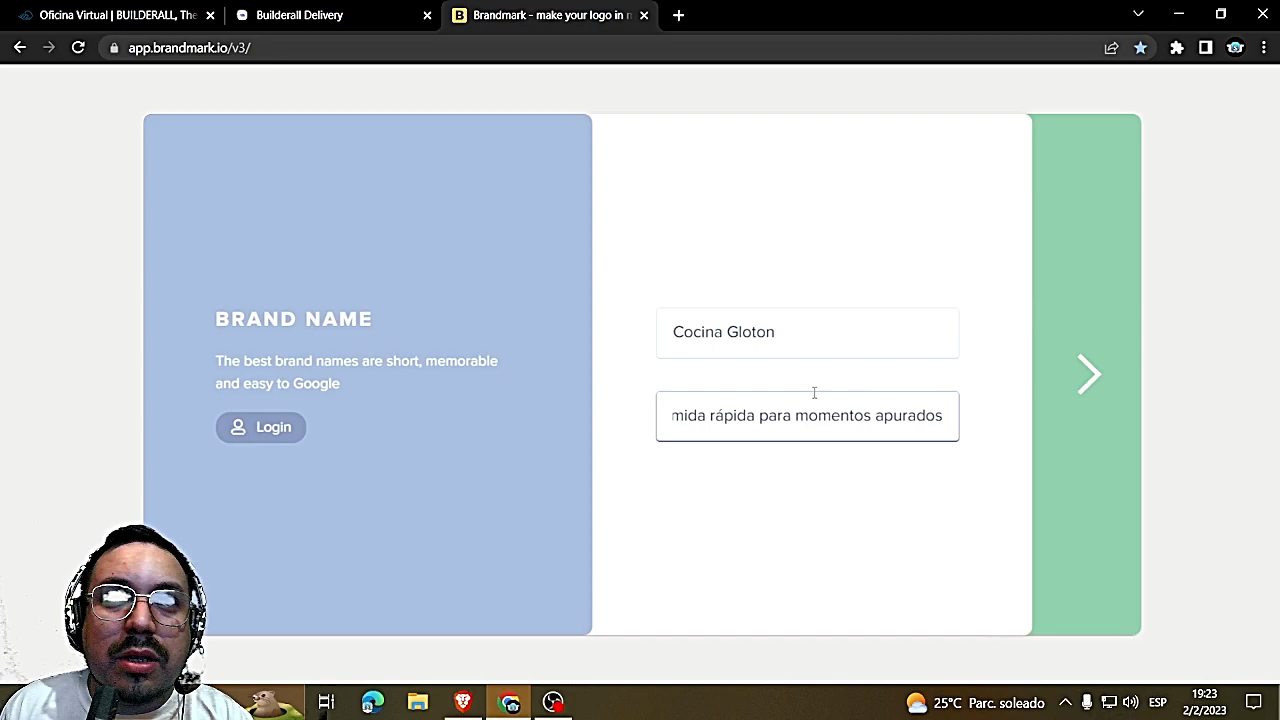 Oficina Virtual | BUILDERALL, The
Builderall Delivery
B Brandmark - make your logo in m
app.brandmark.io/v3/
BRAND NAME
The best brand names are short, memorable
and easy to Google
Login
Cocina Gloton
mida rápida para momentos apurados
25°C Parc. soleado
ESP
19:23
2/2/2023